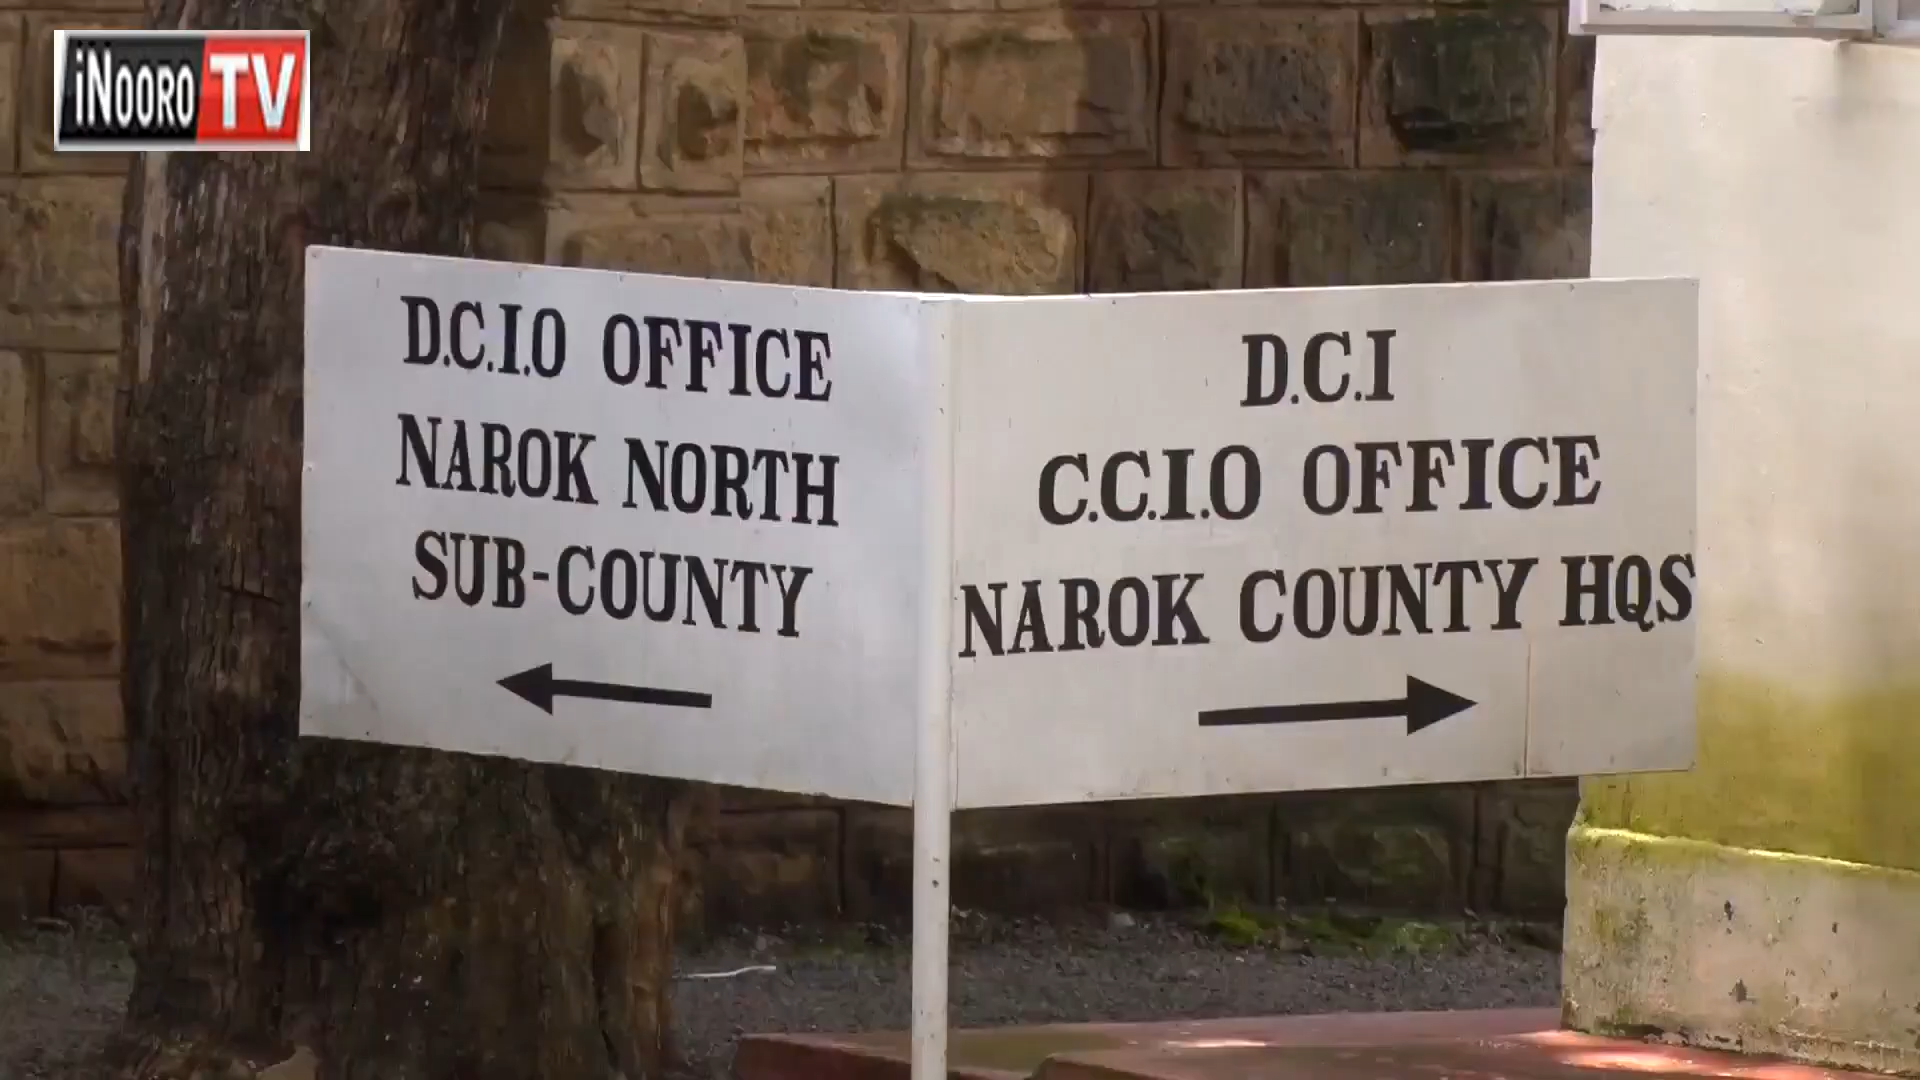 iNOORO TV
D.C.I.O OFFICE
NAROK NORTH
SUB-COUNTY
D.C.I
C.C.I.O OFFICE
NAROK COUNTY HQS